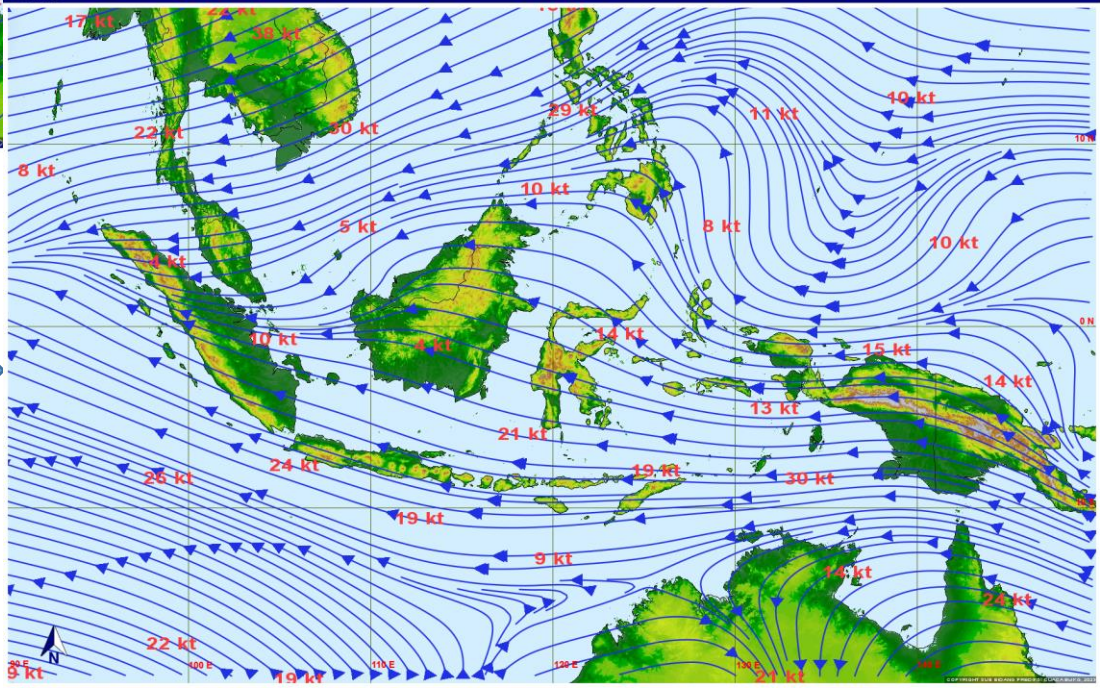 17 kt
38 kt
29 kt
11 kt
10 kt
22 kt
10 N
8 kt
10 kt
5 kt
8 kt
10 kt
4 kt
0 N
10 kt
4 kt
14 kt
15 kt
14 kt
13 kt
21 kt
24 kt
26 kt
19 kt
30 kt
19 kt
9 kt
14 kt
24 kt
22 kt
N
100 E
110 E
120 E
130 E
9 kt
19 kt
21 kt